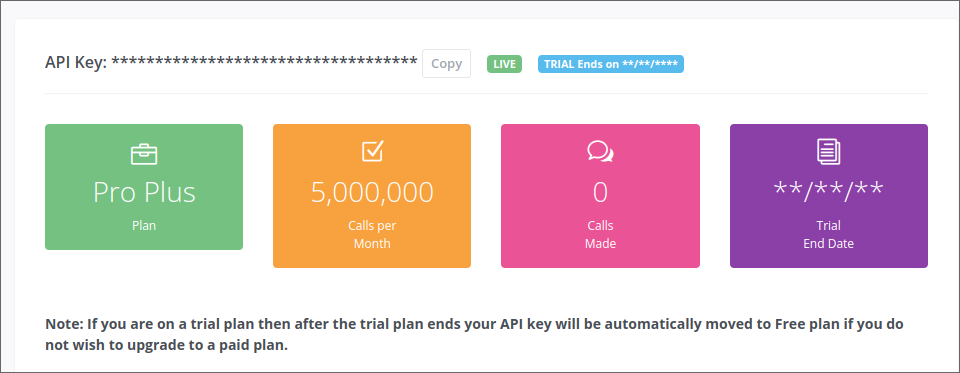 API Key: *********************************** Copy LIVE TRIAL Ends on **/**/****
Pro Plus
Plan
5,000,000
Calls per
Month
0
Calls
Made
**/**/**
Trial
End Date
Note: If you are on a trial plan then after the trial plan ends your API key will be automatically moved to Free plan if you do
not wish to upgrade to a paid plan.